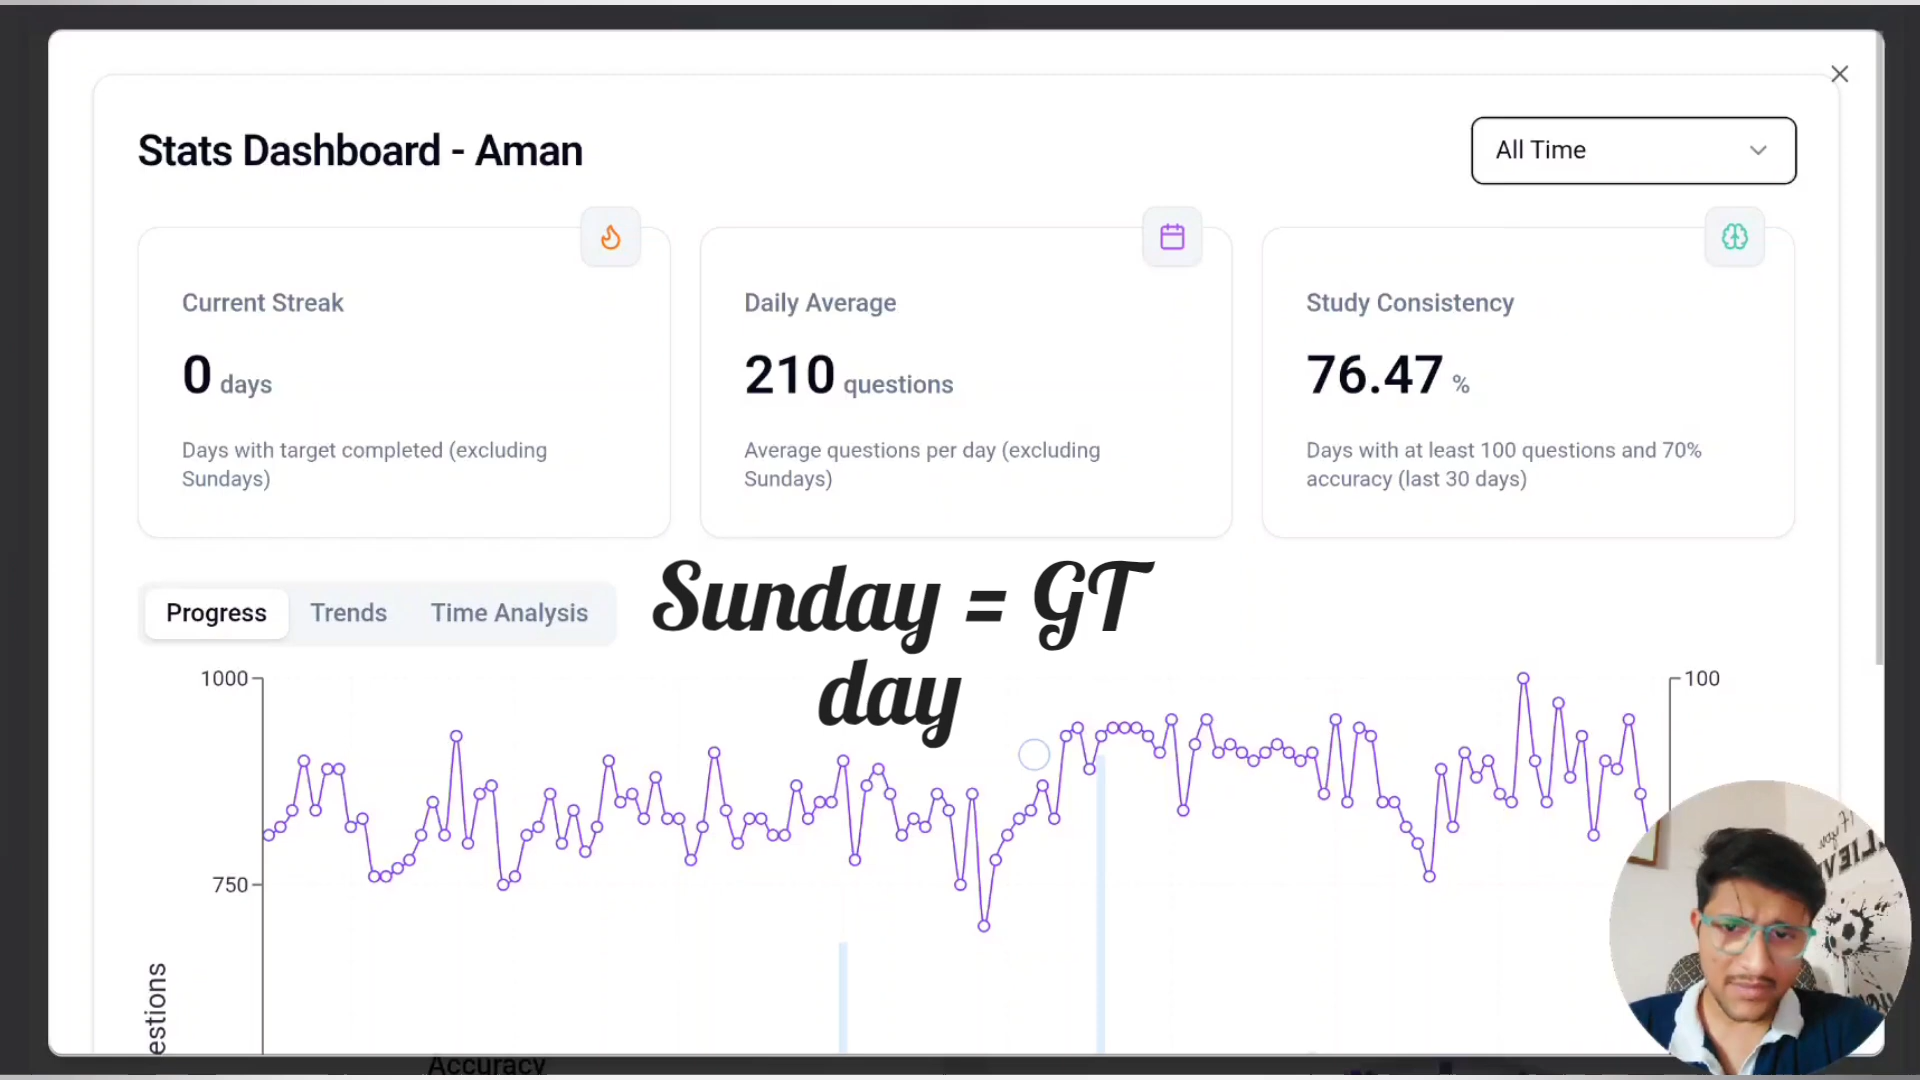 Stats Dashboard - Aman
All Time
Current Streak
0 days
Days with target completed (excluding
Sundays)
Daily Average
210 questions
Average questions per day (excluding
Sundays)
Study Consistency
76.47 %
Days with at least 100 questions and 70%
accuracy (last 30 days)
Progress
Trends
Time Analysis
Sunday = GT
day
1000
100
750
estions
Accuracy